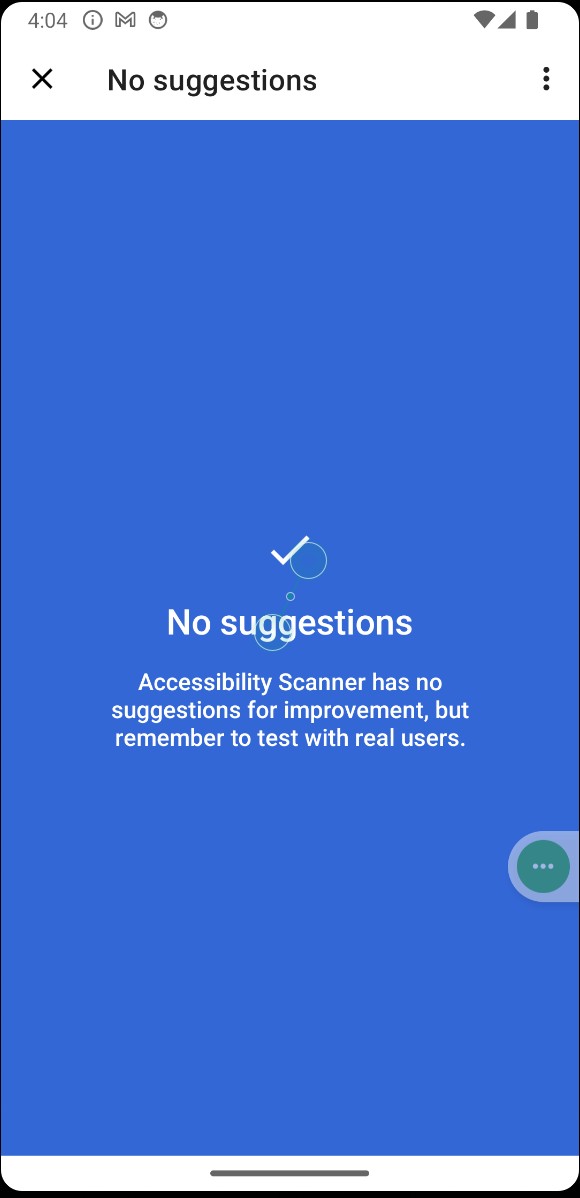 4:04
No suggestions
No suggestions
Accessibility Scanner has no
suggestions for improvement, but
remember to test with real users.